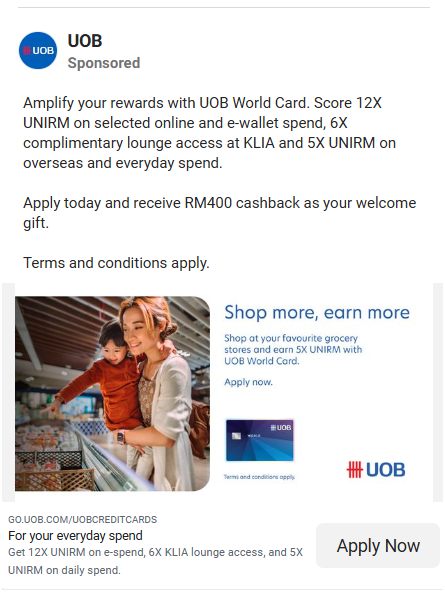 UOB
UOB
Sponsored
Amplify your rewards with UOB World Card. Score 12X
UNIRM on selected online and e-wallet spend, 6X
complimentary lounge access at KLIA and 5X UNIRM on
overseas and everyday spend.
Apply today and receive RM400 cashback as your welcome
gift.
Terms and conditions apply.
Shop more, earn more
Shop at your favourite grocery
stores and earn 5X UNIRM with
UOB World Card.
Apply now.
UOB
WORLD
Terms and conditions apply.
UOB
GO.UOB.COM/UOBCREDITCARDS
For your everyday spend
Get 12X UNIRM on e-spend, 6X KLIA lounge access, and 5X
UNIRM on daily spend.
Apply Now